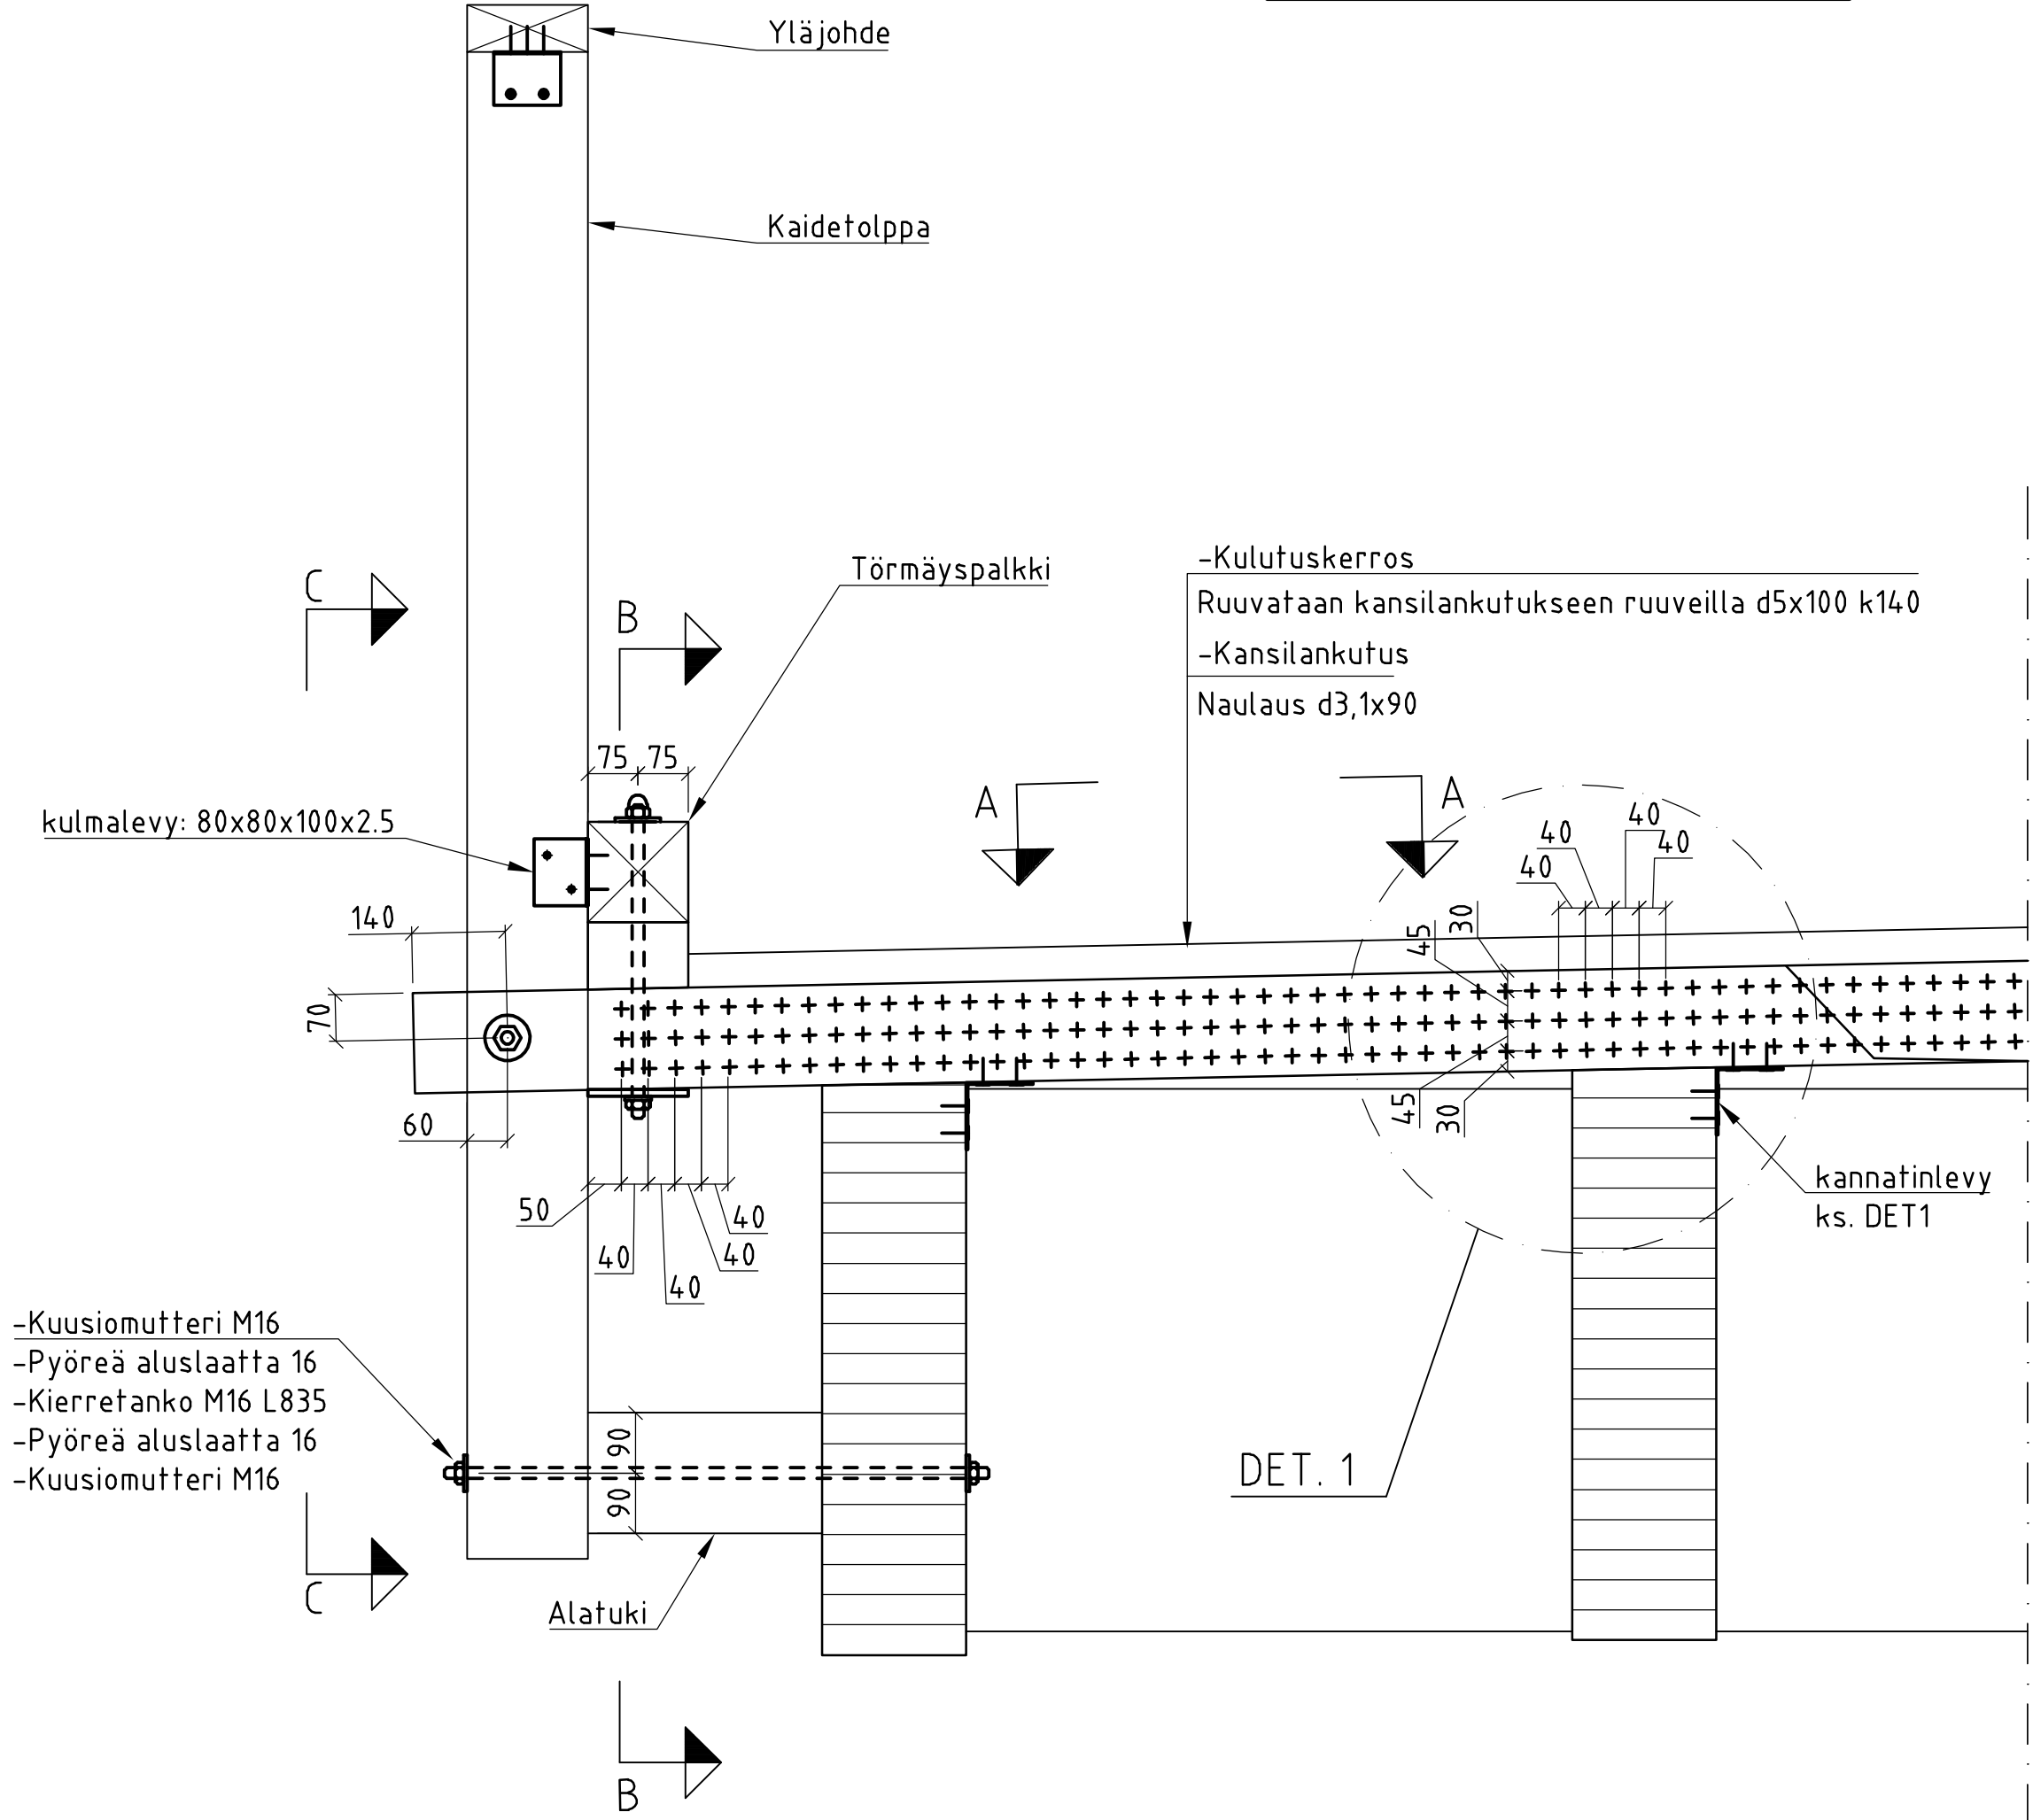 Yläjohde
Kaidetolppa
C
B
Törmäyspalkki
-Kulutuskerros
Ruuvataan kansilankutukseen ruuveilla d5x100 k140
-Kansilankutus
Naulaus d3,1x90
75 75
A
A
kulmalevy: 80x80x100x2.5
40
40
40
40
140
45
30
70
60
45
30
50
40
40
40
40
kannatinlevy
ks. DET1
-Kuusiomutteri M16
-Pyöreä aluslaatta 16
-Kierretanko M16 L835
-Pyöreä aluslaatta 16
-Kuusiomutteri M16
90
90
DET. 1
C
Alatuki
B